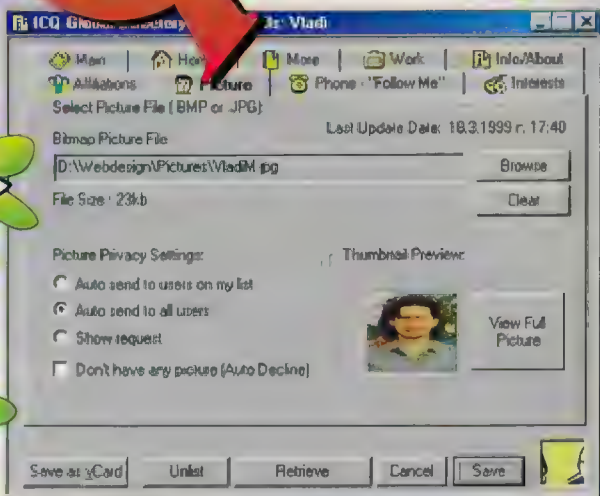 ICQ Global Directory Vladi
Main Home More Work Info/About
Affiliations Picture Phone - "Follow Me" Interests
Select Picture File (BMP or JPG):
Last Update Date: 18.3.1999 г. 17:40
Bitmap Picture File
D:\Webdesign\Pictures\VladiM.jpg Browse
File Size : 23kb Clear
Picture Privacy Settings: Thumbnail Preview:
Auto send to users on my list
Auto send to all users
Show request
Don't have any picture (Auto Decline)
View Full
Picture
Save as vCard Unlist Retrieve Cancel Save